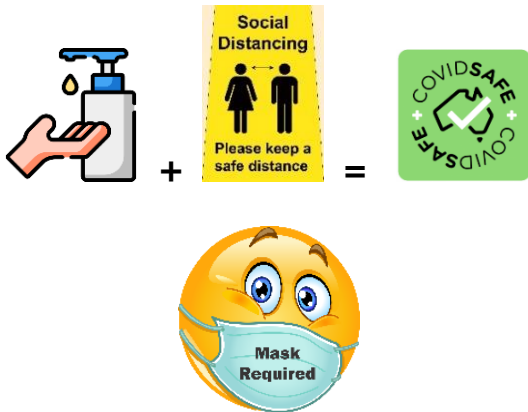 Social
Distancing
Please keep a
safe distance
+
=
COVIDSAFE
COVIDSAFE
Mask
Required